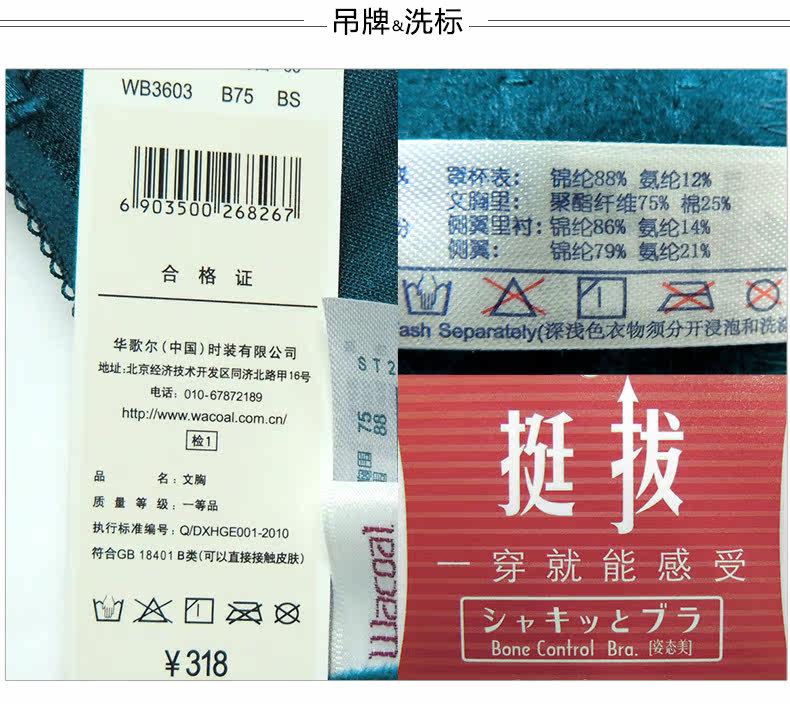 吊牌&洗标
WB3603 B75 BS
6 903500 268267
合格证
华歌尔(中国)时装有限公司
地址:北京经济技术开发区同济北路甲16号
电话: 010-67872189
http://www.wacoal.com.cn/
检1
品 名:文胸
质量等级:一等品
执行标准编号:Q/DXHGE001-2010
符合GB 18401 B类(可以直接接触皮肤)
¥318
ST2
75
88
wacoal
罩杯表: 锦纶88% 氨纶12%
文胸里: 聚酯纤维75% 棉25%
侧翼里衬:锦纶86% 氨纶14%
侧翼: 锦纶79% 氨纶21%
ash Separately(深浅色衣物须分开浸泡和洗涤
挺拔
一穿就能感受
シャキッとブラ
Bone Control Bra. [姿态美]